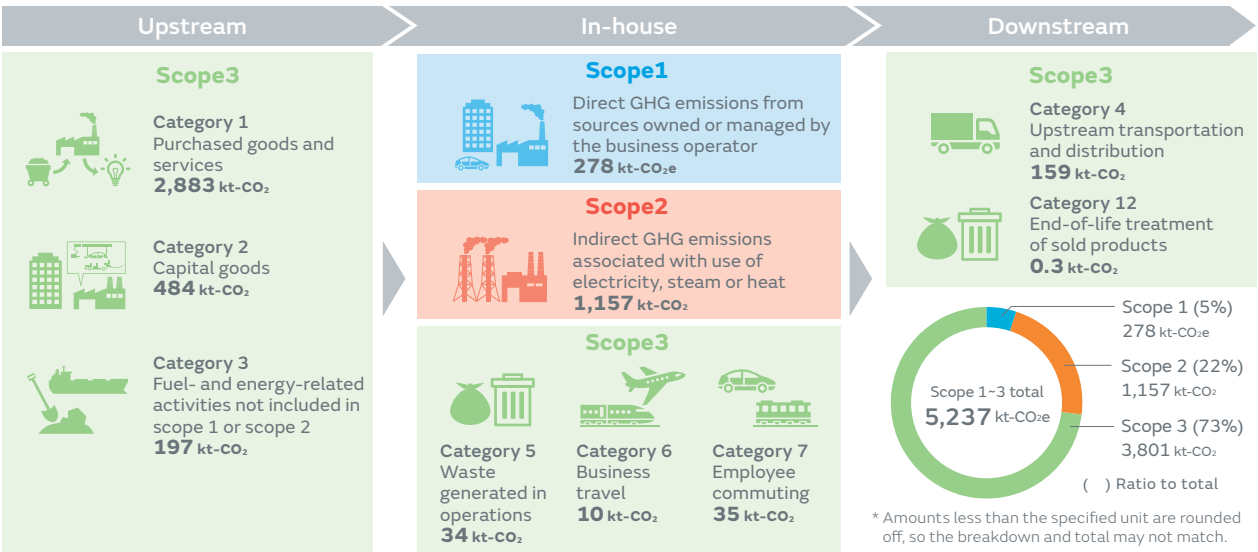 Upstream
In-house
Downstream
Scope3
Category 1
Purchased goods and
services
2,883 kt-CO₂
Category 2
Capital goods
484 kt-CO₂
Category 3
Fuel- and energy-related
activities not included in
scope 1 or scope 2
197 kt-CO₂
Scope1
Direct GHG emissions from
sources owned or managed by
the business operator
278 kt-CO₂e
Scope2
Indirect GHG emissions
associated with use of
electricity, steam or heat
1,157 kt-CO₂
Scope3
Category 5
Waste
generated in
operations
34 kt-CO₂
Category 6
Business
travel
10 kt-CO₂
Category 7
Employee
commuting
35 kt-CO₂
Scope3
Category 4
Upstream transportation
and distribution
159 kt-CO₂
Category 12
End-of-life treatment
of sold products
0.3 kt-CO₂
Scope 1~3 total
5,237 kt-CO₂e
Scope 1 (5%)
278 kt-CO₂e
Scope 2 (22%)
1,157 kt-CO₂
Scope 3 (73%)
3,801 kt-CO₂
( ) Ratio to total
* Amounts less than the specified unit are rounded
off, so the breakdown and total may not match.